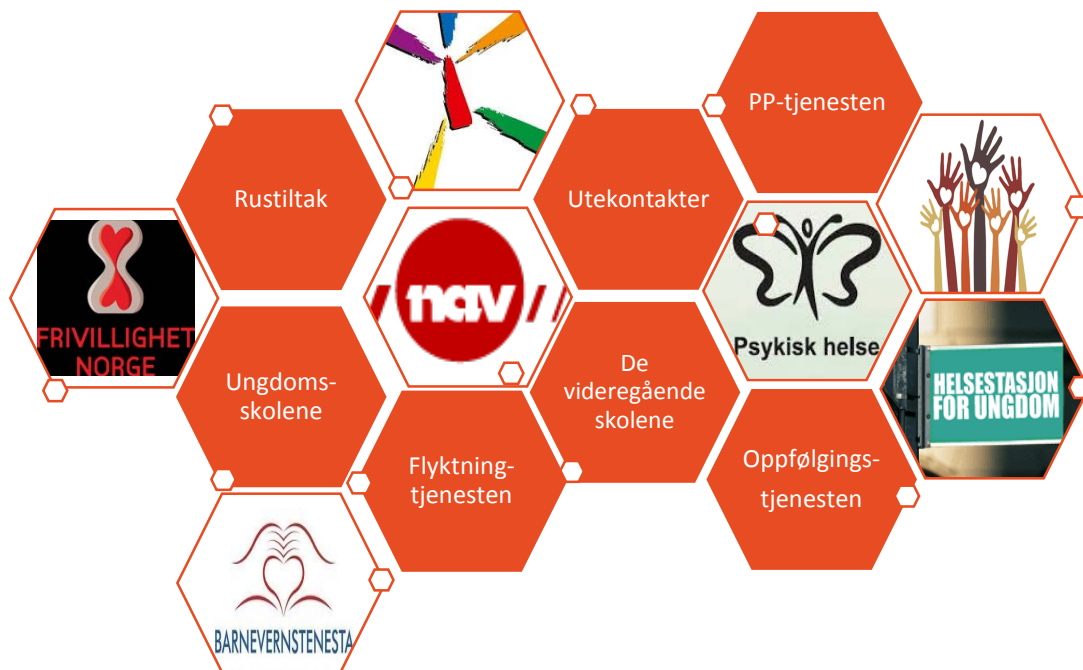 PP-tjenesten
Rustiltak
Utekontakter
FRIVILLIGHET
NORGE
nav
Psykisk helse
De
videregående
skolene
HELSESTASJON
FOR UNGDOM
Ungdoms-
skolene
Flyktning-
tjenesten
Oppfølgings-
tjenesten
BARNEVERNSTENESTA